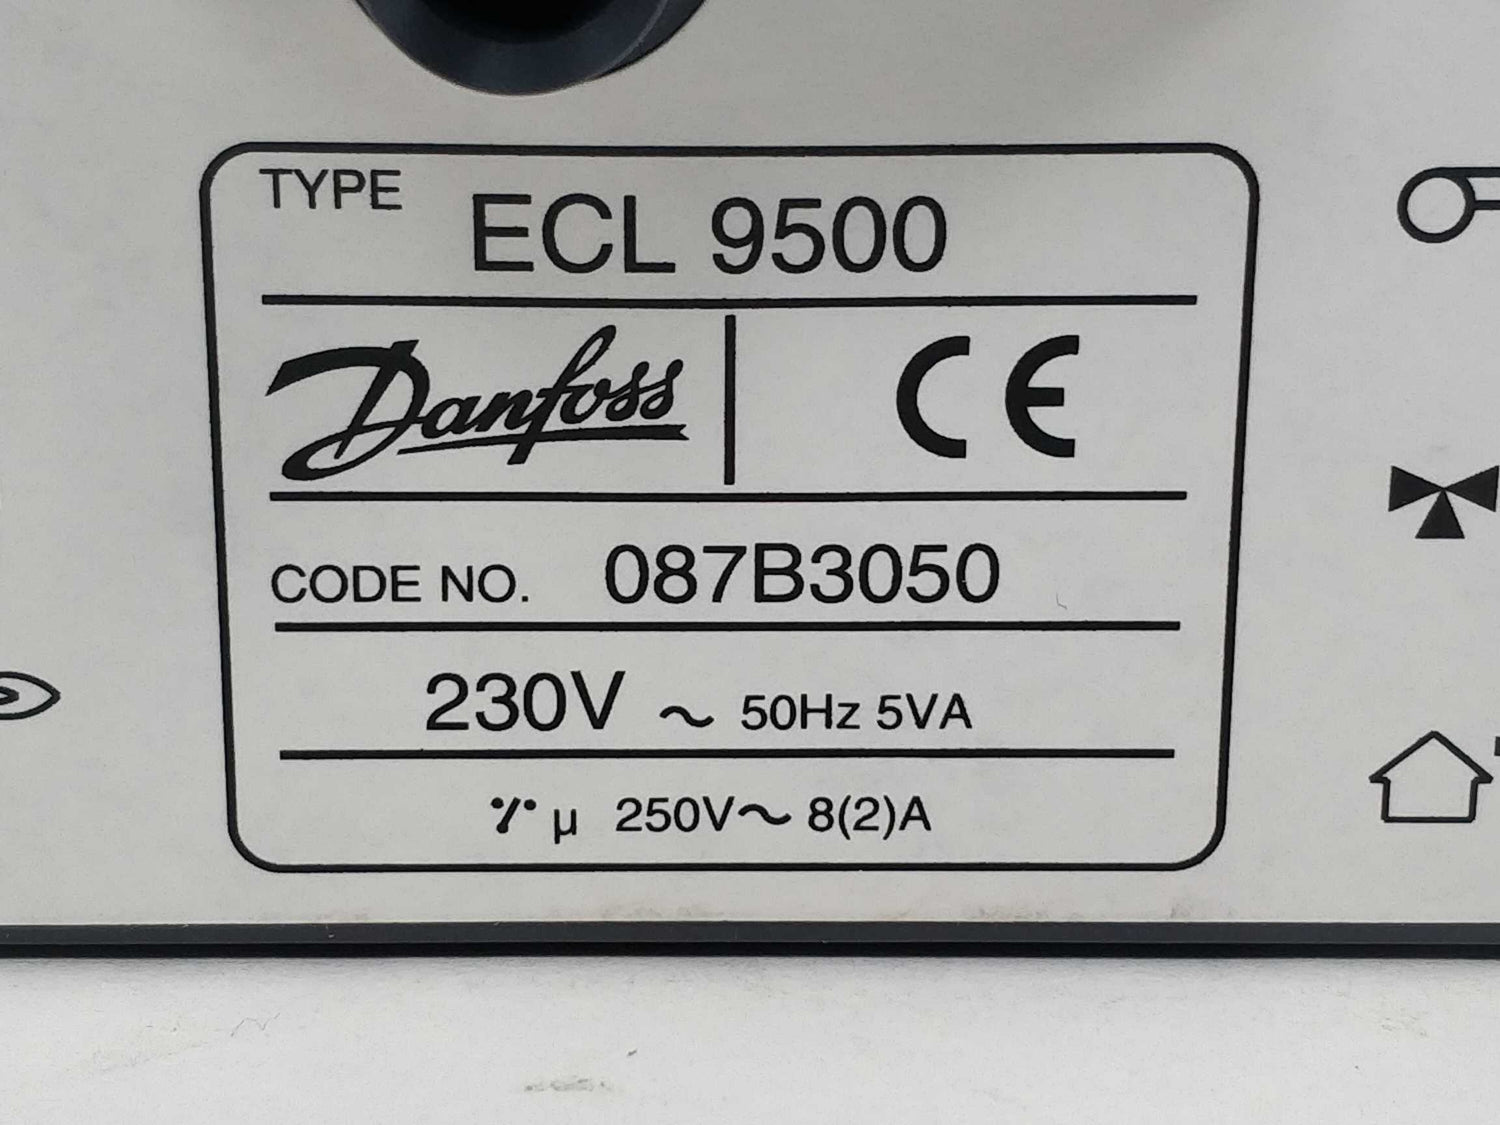 TYPE ECL 9500
Danfoss CE
CODE NO. 087B3050
230V ~ 50Hz 5VA
µ 250V~ 8(2)A